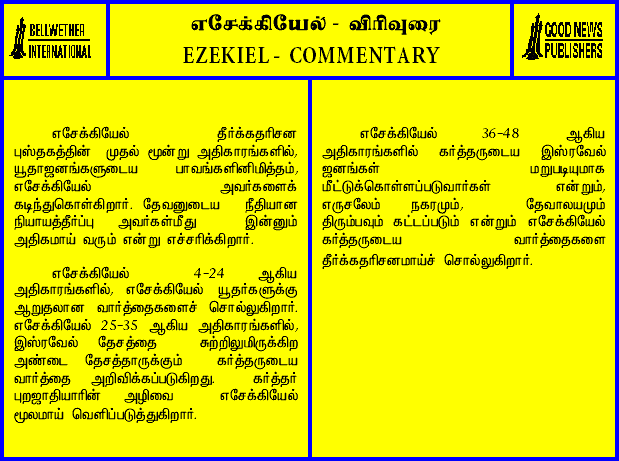 BELLWETHER
INTERNATIONAL
எசேக்கியேல் - விரிவுரை
EZEKIEL - COMMENTARY
GOOD NEWS
PUBLISHERS
எசேக்கியேல் தீர்க்கதரிசன
புஸ்தகத்தின் முதல் மூன்று அதிகாரங்களில்,
யூதாஜனங்களுடைய பாவங்களினிமித்தம்,
எசேக்கியேல் அவர்களைக்
கடிந்துகொள்கிறார். தேவனுடைய நீதியான
நியாயத்தீர்ப்பு அவர்கள்மீது இன்னும்
அதிகமாய் வரும் என்று எச்சரிக்கிறார்.
எசேக்கியேல் 4-24 ஆகிய
அதிகாரங்களில், எசேக்கியேல் யூதர்களுக்கு
ஆறுதலான வார்த்தைகளைச் சொல்லுகிறார்.
எசேக்கியேல் 25-35 ஆகிய அதிகாரங்களில்,
இஸ்ரவேல் தேசத்தை சுற்றிலுமிருக்கிற
அண்டை தேசத்தாருக்கும் கர்த்தருடைய
வார்த்தை அறிவிக்கப்படுகிறது. கர்த்தர்
புறஜாதியாரின் அழிவை எசேக்கியேல்
மூலமாய் வெளிப்படுத்துகிறார்.
எசேக்கியேல் 36-48 ஆகிய
அதிகாரங்களில் கர்த்தருடைய இஸ்ரவேல்
ஜனங்கள் மறுபடியுமாக
மீட்டுக்கொள்ளப்படுவார்கள் என்றும்,
எருசலேம் நகரமும், தேவாலயமும்
திரும்பவும் கட்டப்படும் என்றும் எசேக்கியேல்
கர்த்தருடைய வார்த்தைகளை
தீர்க்கதரிசனமாய்ச் சொல்லுகிறார்.